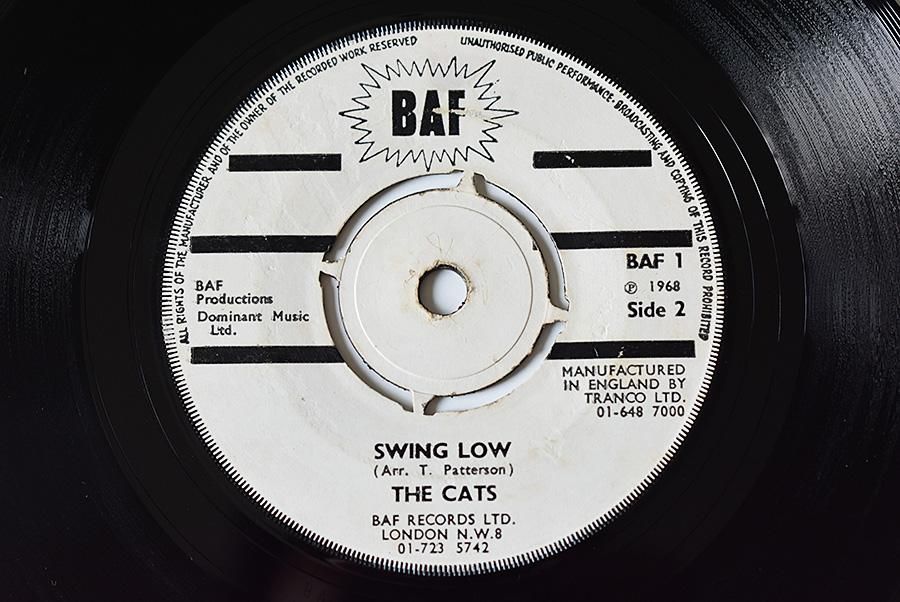 ALL RIGHTS OF THE MANUFACTURER AND OF THE OWNER OF THE RECORDED WORK RESERVED
UNAUTHORISED PUBLIC PERFORMANCE · BROADCASTING AND COPYING OF THIS RECORD PROHIBITED
BAF
BAF 1
℗ 1968
Side 2
BAF
Productions
Dominant Music
Ltd.
MANUFACTURED
IN ENGLAND BY
TRANCO LTD.
01-648 7000
SWING LOW
(Arr. T. Patterson)
THE CATS
BAF RECORDS LTD.
LONDON N.W.8
01-723 5742